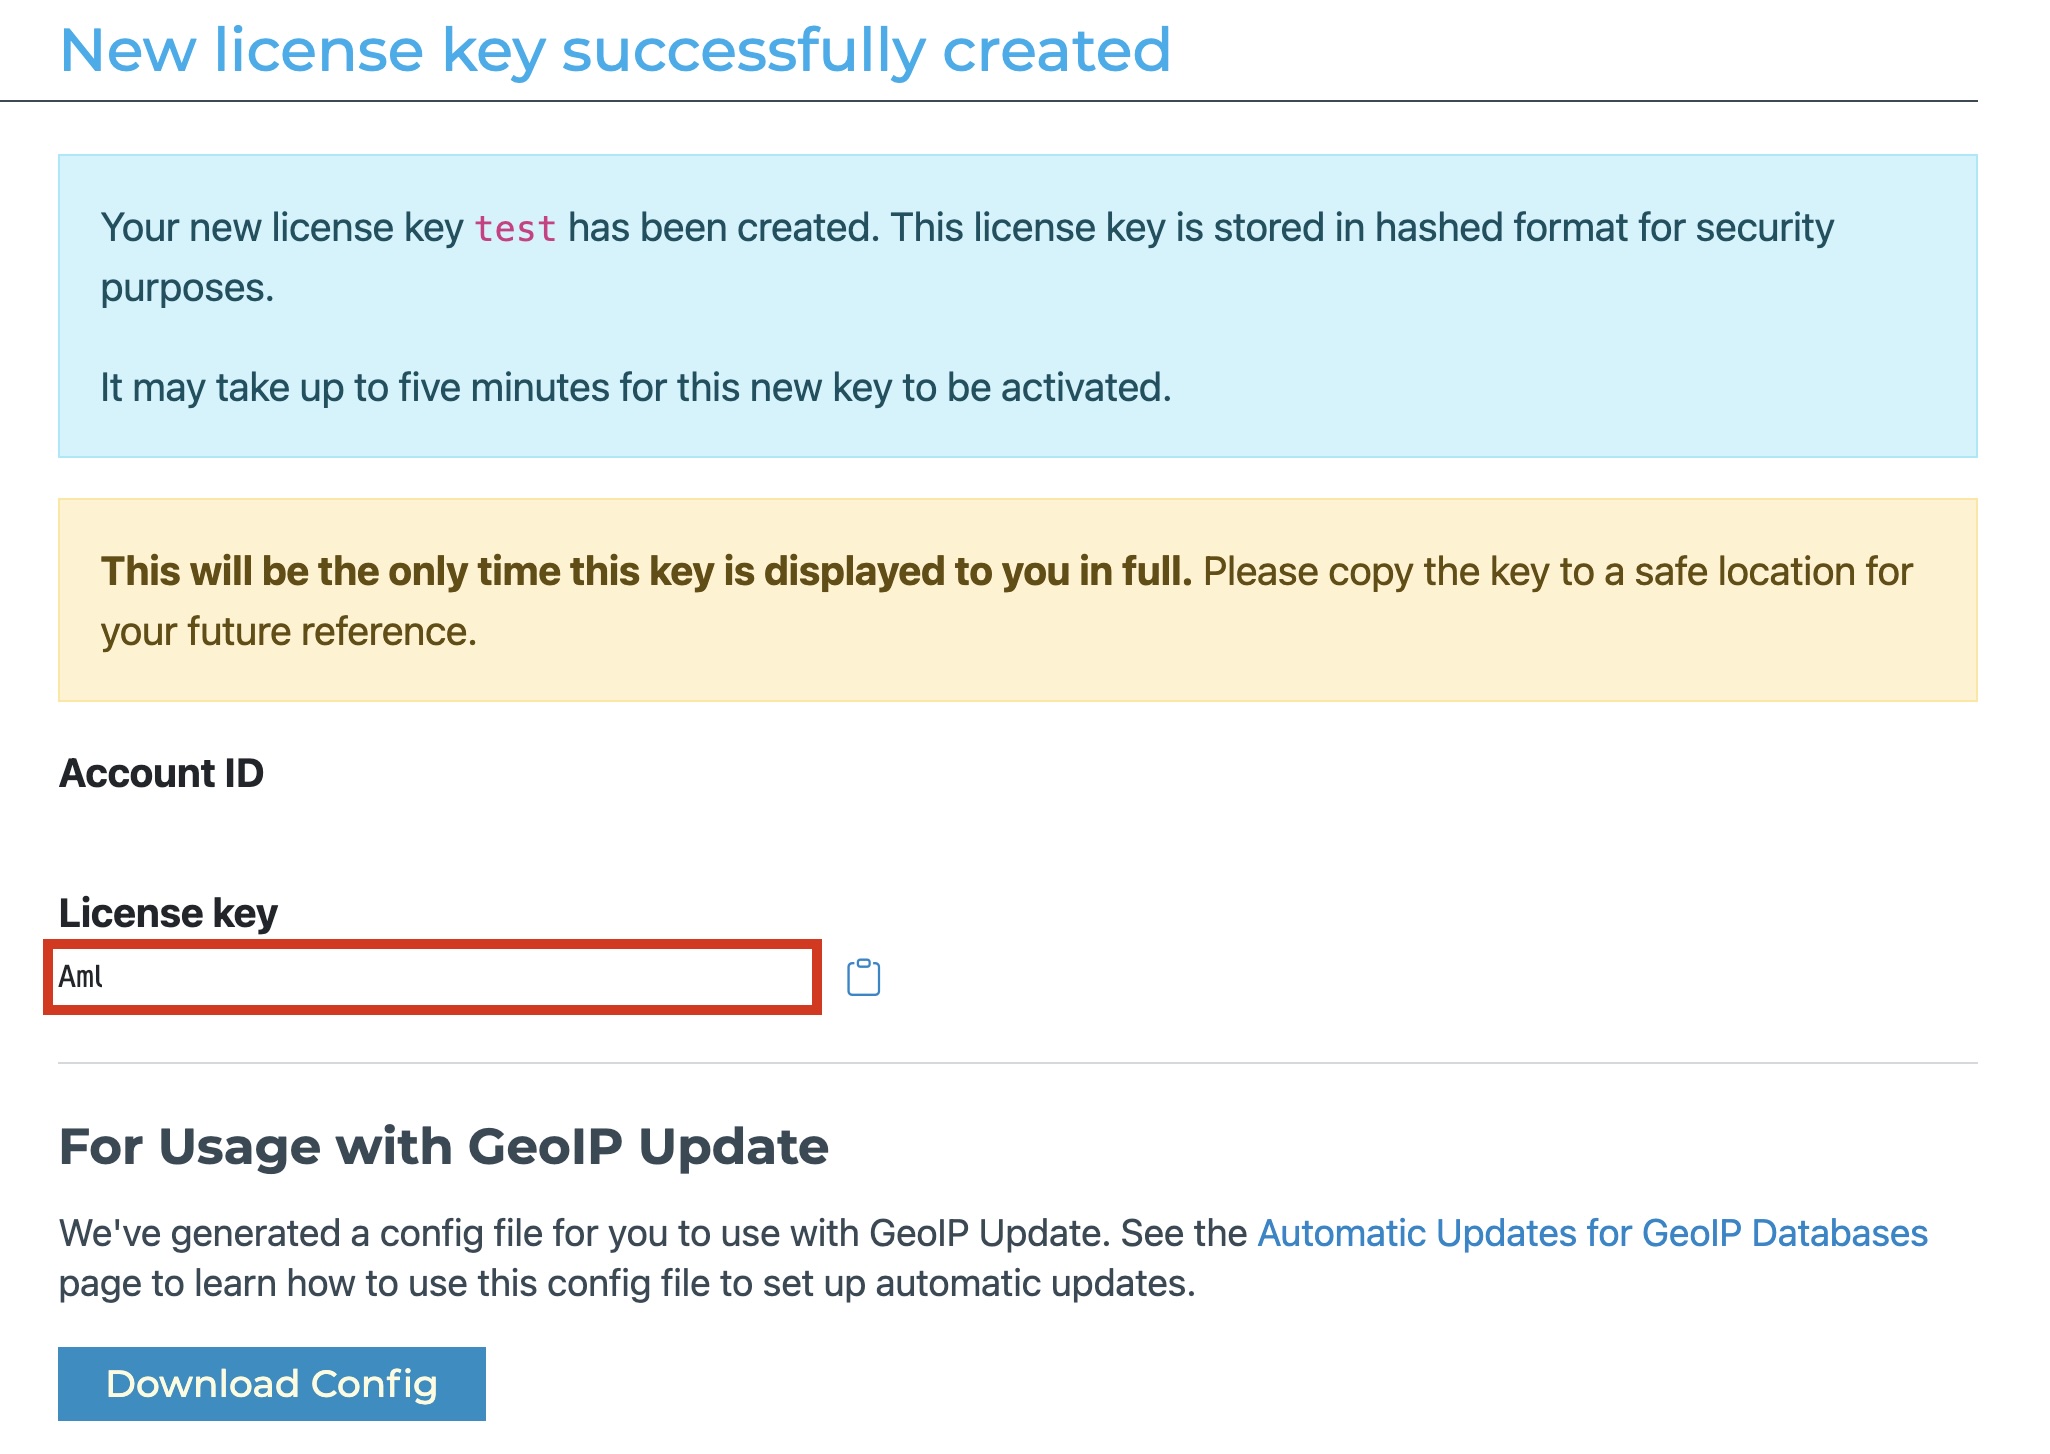 New license key successfully created
Your new license key test has been created. This license key is stored in hashed format for security
purposes.
It may take up to five minutes for this new key to be activated.
This will be the only time this key is displayed to you in full. Please copy the key to a safe location for
your future reference.
Account ID
License key
Aml
For Usage with GeoIP Update
We've generated a config file for you to use with GeoIP Update. See the Automatic Updates for GeoIP Databases
page to learn how to use this config file to set up automatic updates.
Download Config